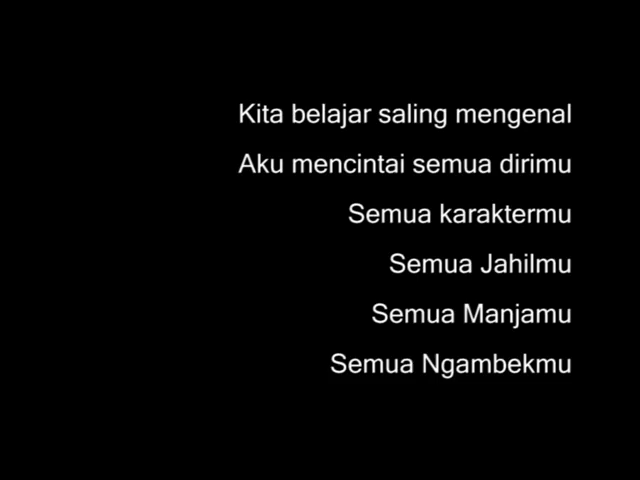 Kita belajar saling mengenal
Aku mencintai semua dirimu
Semua karaktermu
Semua Jahilmu
Semua Manjamu
Semua Ngambekmu